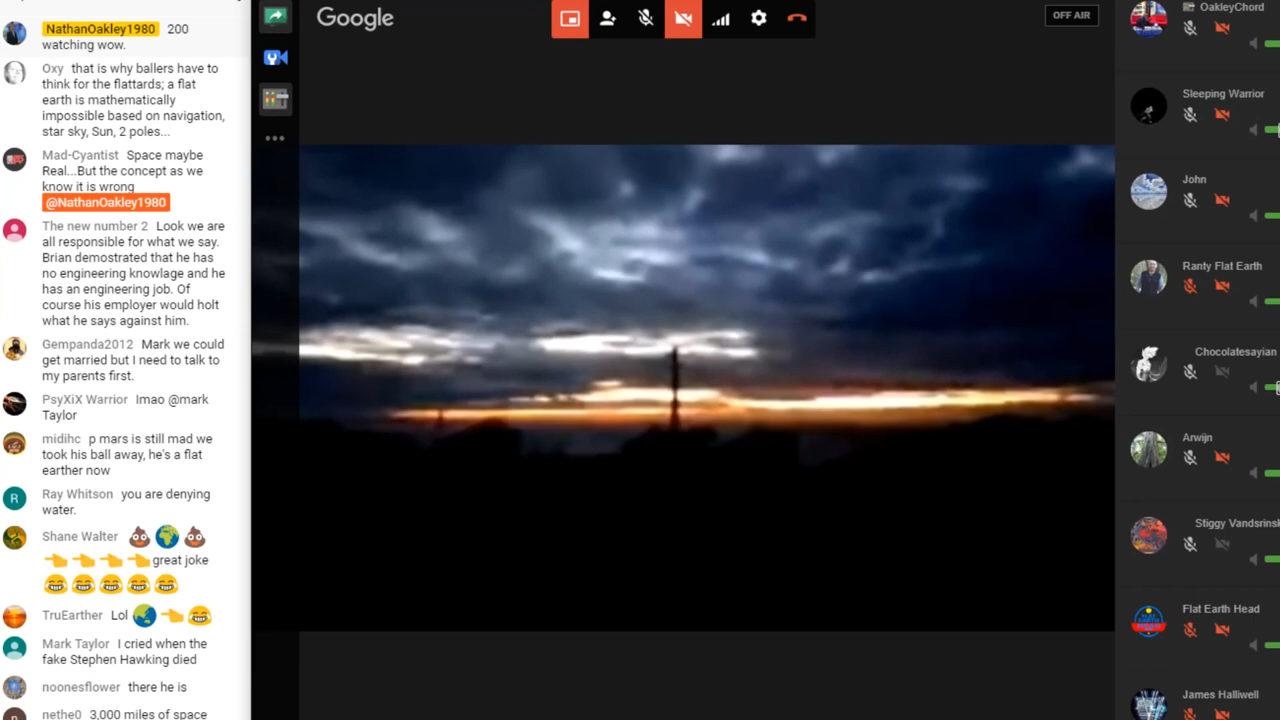 NathanOakley1980 200
watching wow.
Oxy that is why ballers have to
think for the flattards; a flat
earth is mathematically
impossible based on navigation,
star sky, Sun, 2 poles...
Mad-Cyantist Space maybe
Real...But the concept as we
know it is wrong
@NathanOakley1980
The new number 2 Look we are
all responsible for what we say.
Brian demostrated that he has
no engineering knowlage and he
has an engineering job. Of
course his employer would holt
what he says against him.
Gempanda2012 Mark we could
get married but I need to talk to
my parents first.
PsyXiX Warrior lmao @mark
Taylor
midihc p mars is still mad we
took his ball away, he's a flat
earther now
Ray Whitson you are denying
water.
R
Shane Walter
great joke
TruEarther Lol
Mark Taylor I cried when the
fake Stephen Hawking died
noonesflower there he is
nethe0 3,000 miles of space
Google
OFF AIR
OakleyChord
Sleeping Warrior
John
Ranty Flat Earth
Chocolatesayian
Arwijn
Stiggy Vandsrinsk
Flat Earth Head
James Halliwell